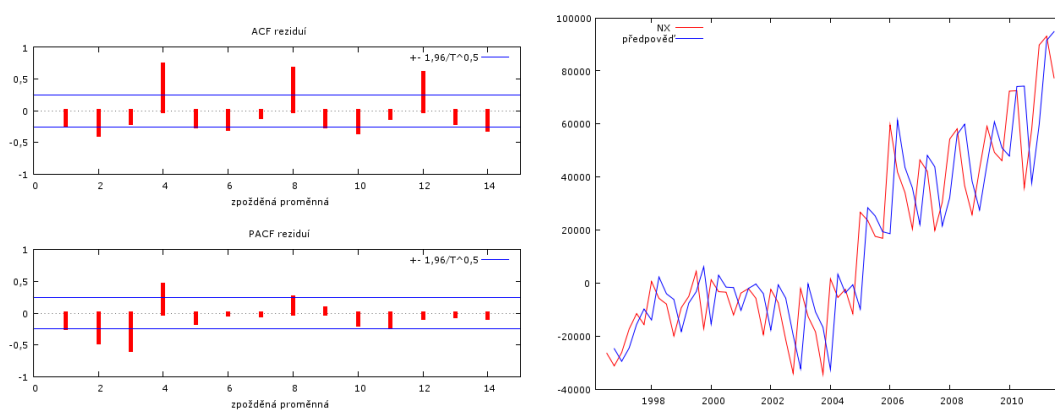 ACF reziduí
+- 1,96/T^0,5
1
0,5
0
-0,5
-1
0 2 4 6 8 10 12 14
zpožděná proměnná
PACF reziduí
+- 1,96/T^0,5
1
0,5
0
-0,5
-1
0 2 4 6 8 10 12 14
zpožděná proměnná
NX
předpověď
100000
80000
60000
40000
20000
0
-20000
-40000
1998 2000 2002 2004 2006 2008 2010